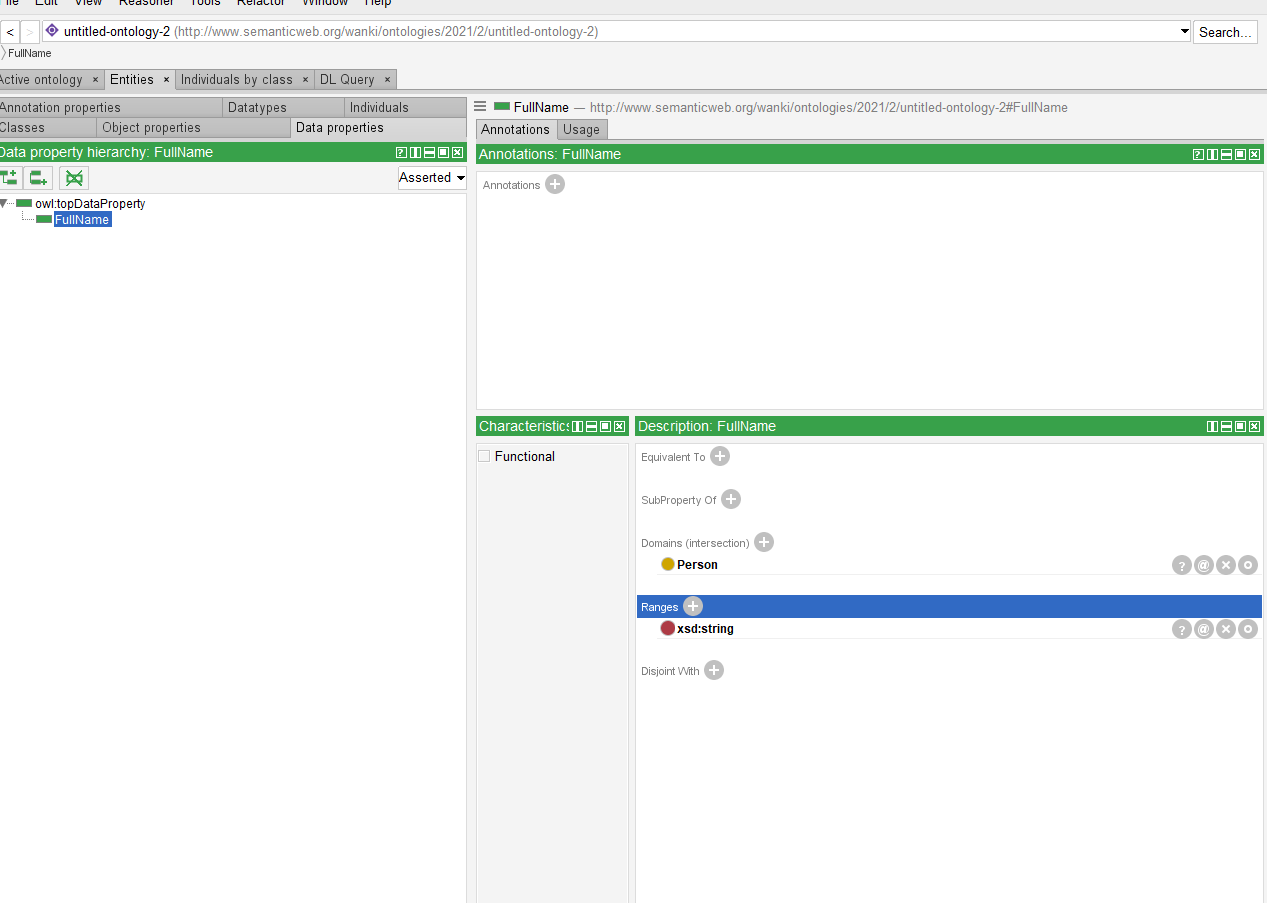 Edit View Reasoner Tools Refactor Window Help
< > untitled-ontology-2 (http://www.semanticweb.org/wanki/ontologies/2021/2/untitled-ontology-2) Search...
FullName
Active ontology × Entities × Individuals by class × DL Query ×
Annotation properties Datatypes Individuals
Classes Object properties Data properties
Data property hierarchy: FullName
Asserted
owl:topDataProperty
FullName
FullName — http://www.semanticweb.org/wanki/ontologies/2021/2/untitled-ontology-2#FullName
Annotations Usage
Annotations: FullName
Annotations
Characteristics
Functional
Description: FullName
Equivalent To
SubProperty Of
Domains (intersection)
Person
Ranges
xsd:string
Disjoint With